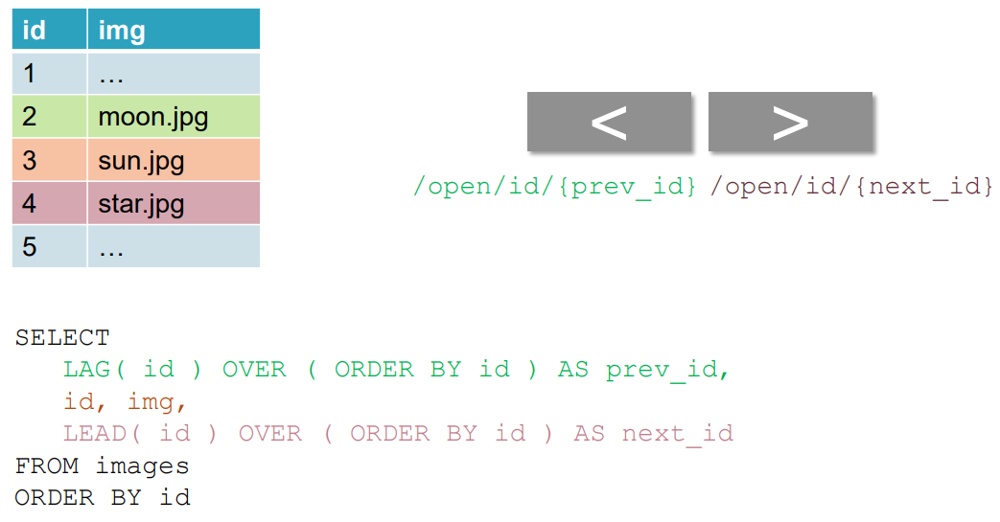 id img
1 …
2 moon.jpg
3 sun.jpg
4 star.jpg
5 …
< >
/open/id/{prev_id} /open/id/{next_id}
SELECT
LAG( id ) OVER ( ORDER BY id ) AS prev_id,
id, img,
LEAD( id ) OVER ( ORDER BY id ) AS next_id
FROM images
ORDER BY id